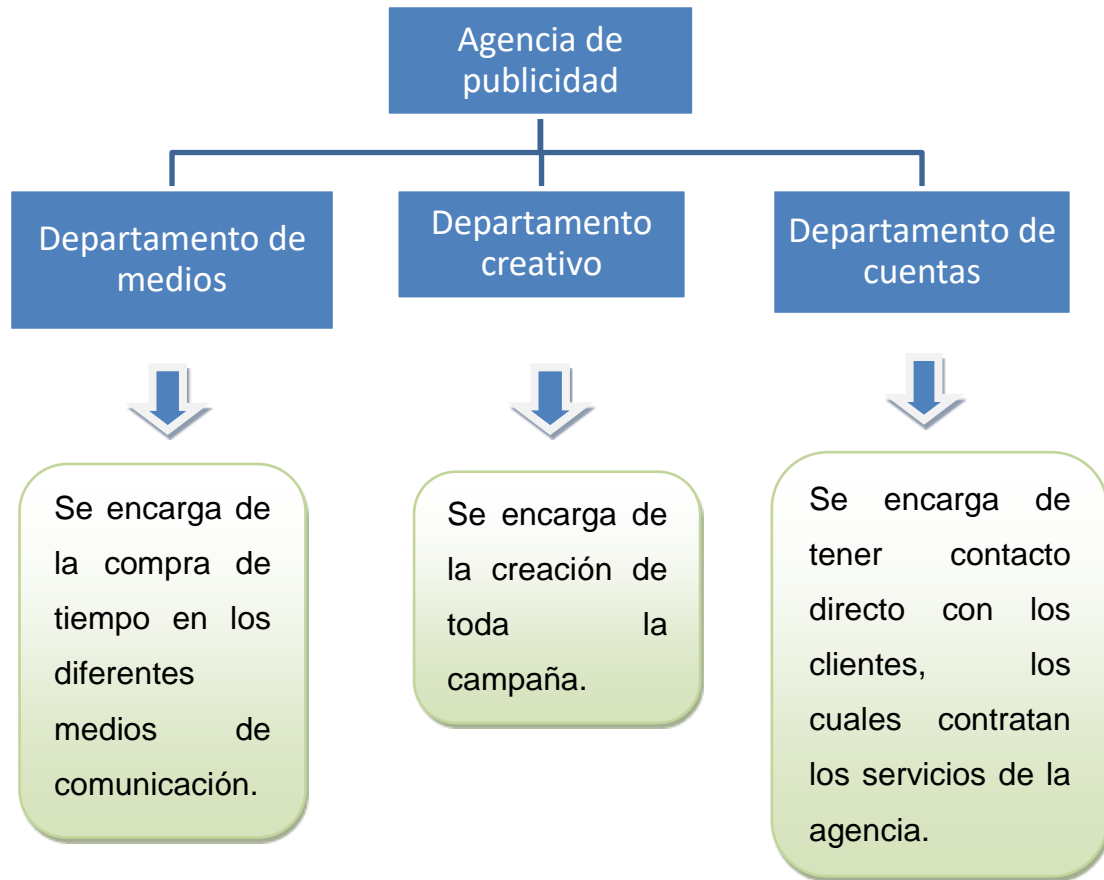 Agencia de
publicidad
Departamento de
medios
Departamento
creativo
Departamento de
cuentas
Se encarga de
la compra de
tiempo en los
diferentes
medios de
comunicación.
Se encarga de
la creación de
toda la
campaña.
Se encarga de
tener contacto
directo con los
clientes, los
cuales contratan
los servicios de la
agencia.